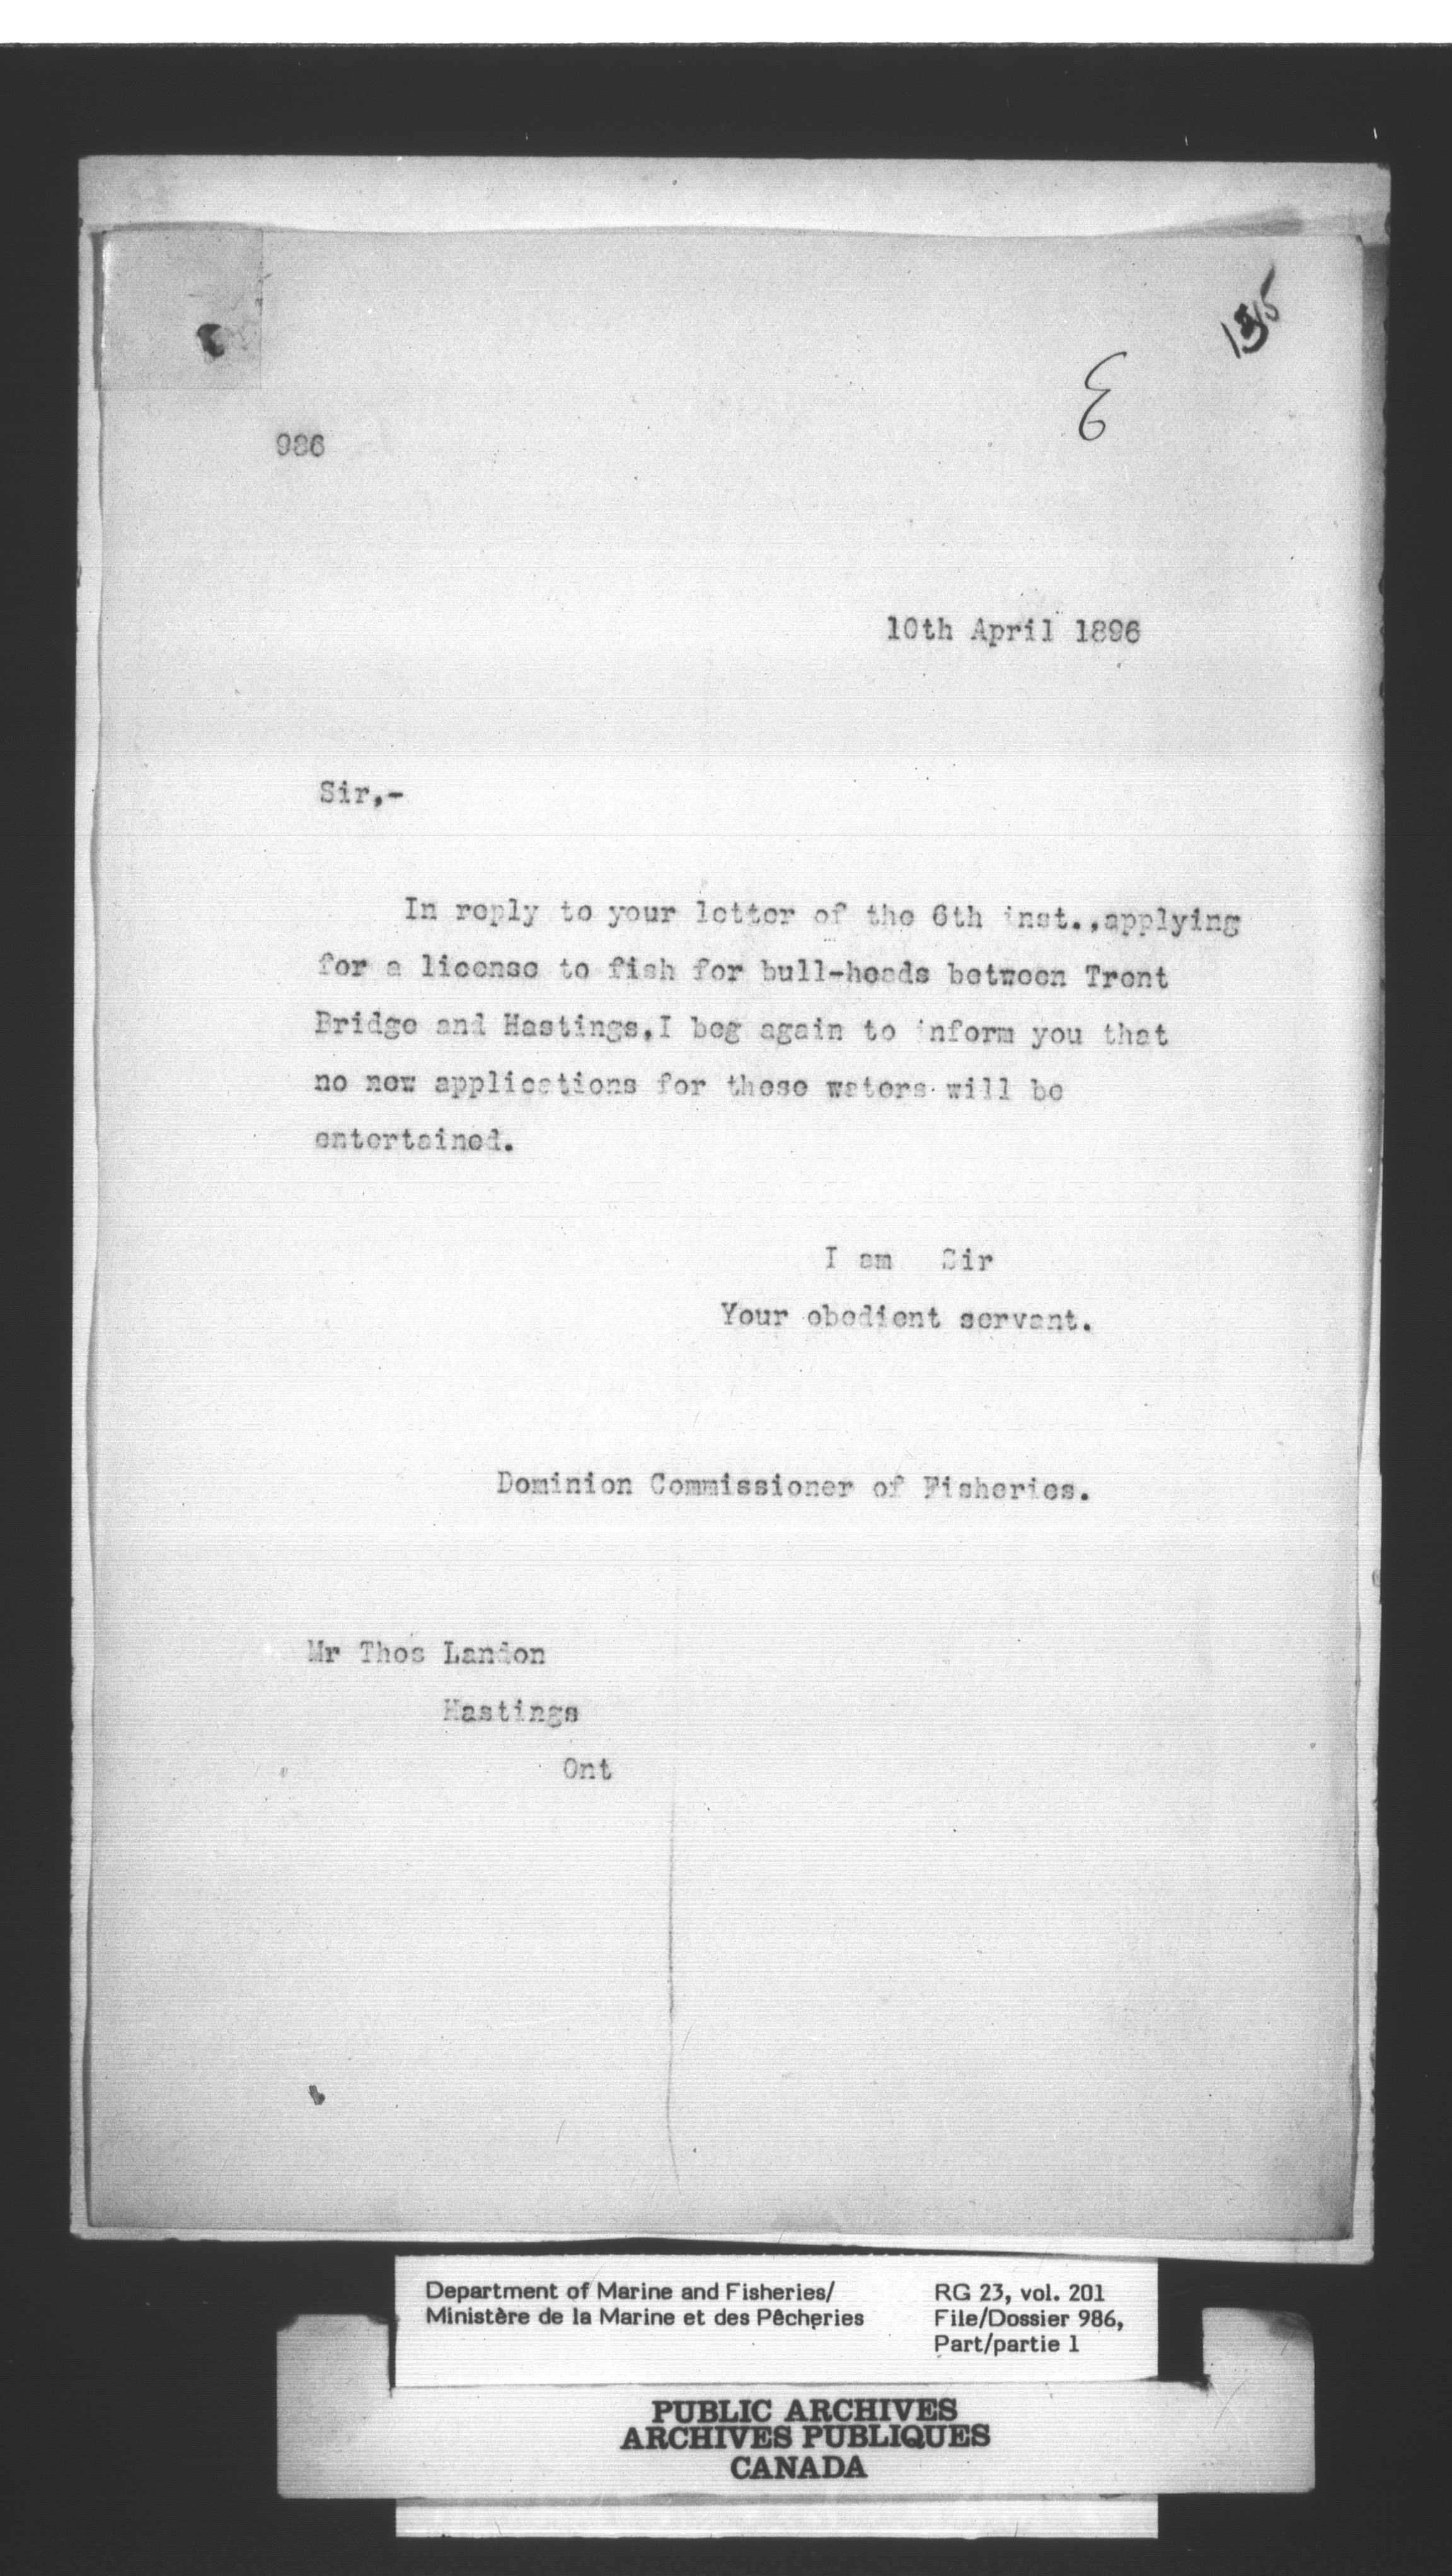 986
10th April 1896
Sir,-
In reply to your letter of the 6th inst.,applying
for a license to fish for bull-heads between Trent
Bridge and Hastings,I beg again to inform you that
no new applications for these waters will be
entertained.
I am Sir
Your obedient servant.
Dominion Commissioner of Fisheries.
Mr Thos Landon
Hastings
Ont
Department of Marine and Fisheries/
Ministère de la Marine et des Pêcheries
RG 23, vol. 201
File/Dossier 986,
Part/partie 1
PUBLIC ARCHIVES
ARCHIVES PUBLIQUES
CANADA